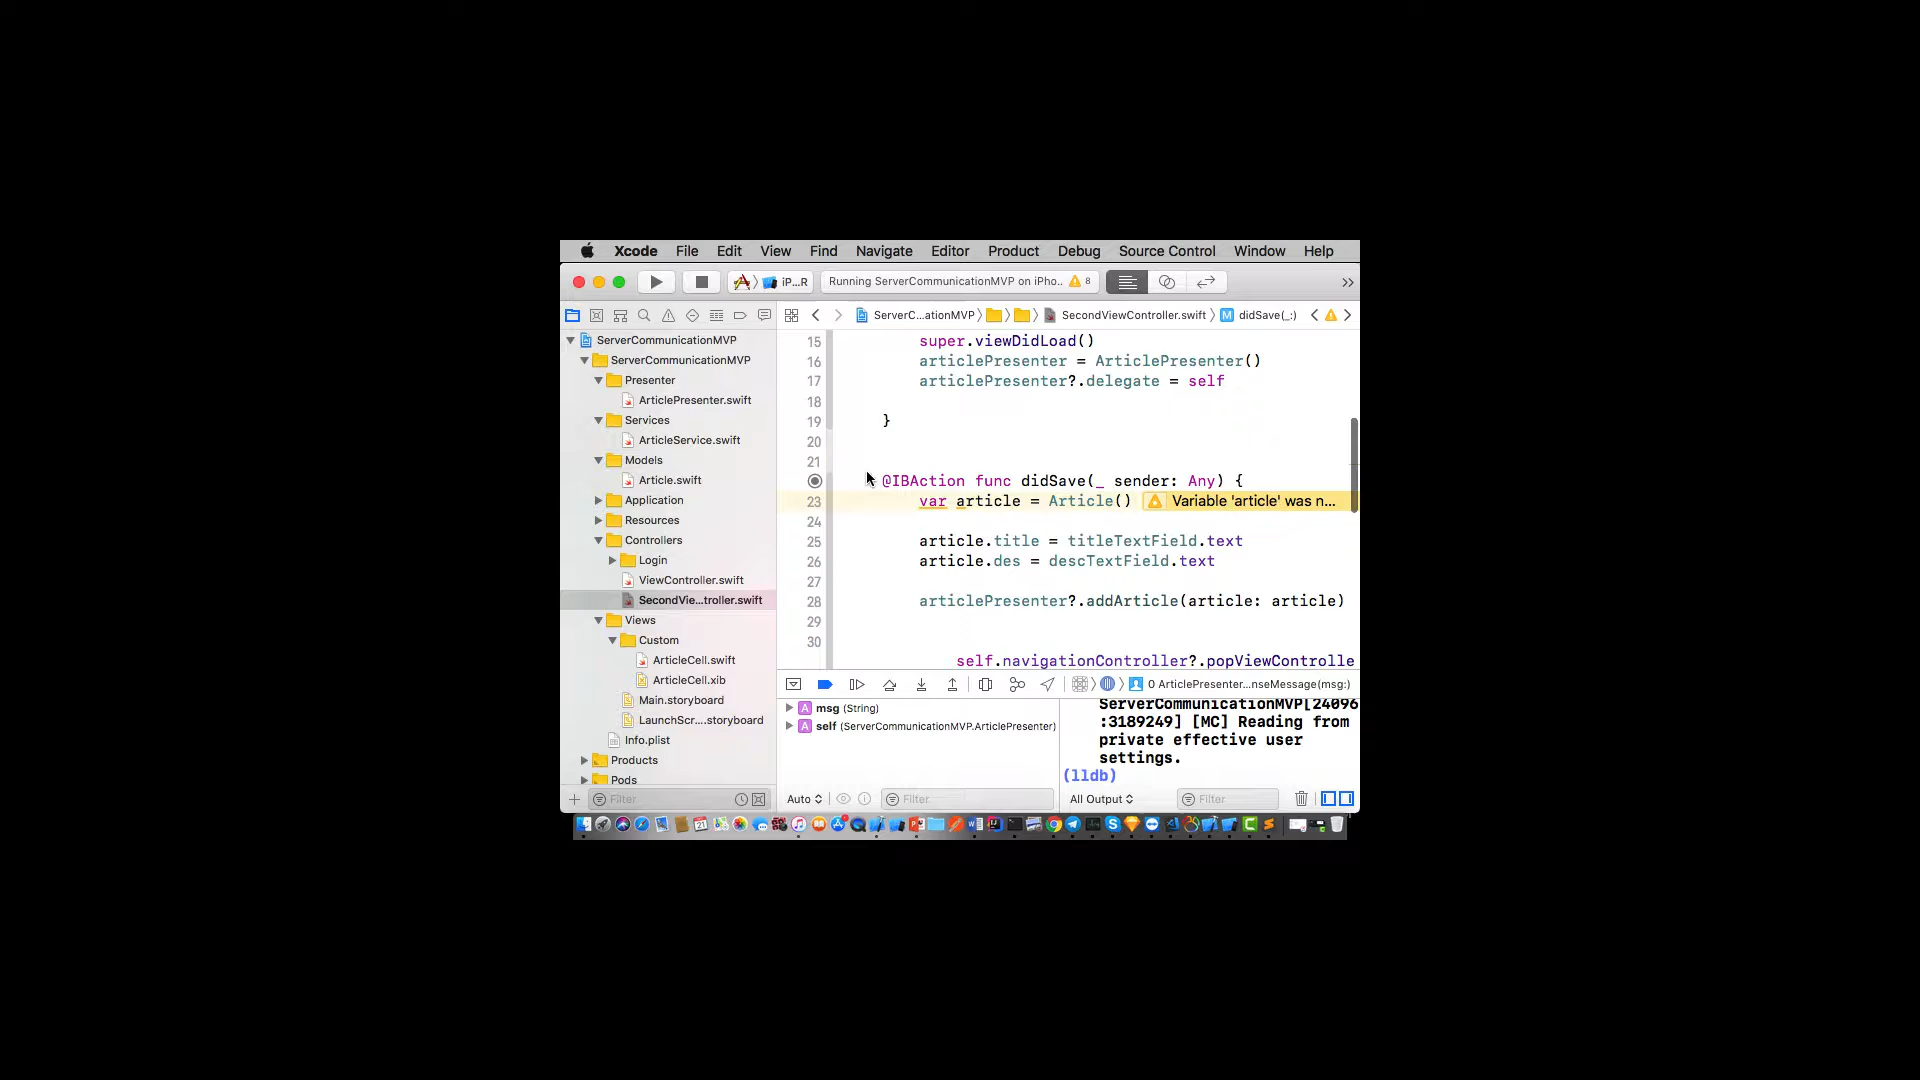 Xcode File Edit View Find Navigate Editor Product Debug Source Control Window Help
iP...R Running ServerCommunicationMVP on iPho.. 8
ServerC...ationMVP SecondViewController.swift M didSave(_:)
ServerCommunicationMVP
ServerCommunicationMVP
Presenter
ArticlePresenter.swift
Services
ArticleService.swift
Models
Article.swift
Application
Resources
Controllers
Login
ViewController.swift
SecondVie...troller.swift
Views
Custom
ArticleCell.swift
ArticleCell.xib
Main.storyboard
LaunchScr....storyboard
Info.plist
Products
Pods
Filter
15 super.viewDidLoad()
16 articlePresenter = ArticlePresenter()
17 articlePresenter?.delegate = self
18
19 }
20
21
@IBAction func didSave(_ sender: Any) {
23 var article = Article() Variable 'article' was n...
24
25 article.title = titleTextField.text
26 article.des = descTextField.text
27
28 articlePresenter?.addArticle(article: article)
29
30
self.navigationController?.popViewControlle
0 ArticlePresenter...nseMessage(msg:)
A msg (String)
A self (ServerCommunicationMVP.ArticlePresenter)
Auto Filter
ServerCommunicationMVP[24096
:3189249] [MC] Reading from
private effective user
settings.
(lldb)
All Output Filter
21